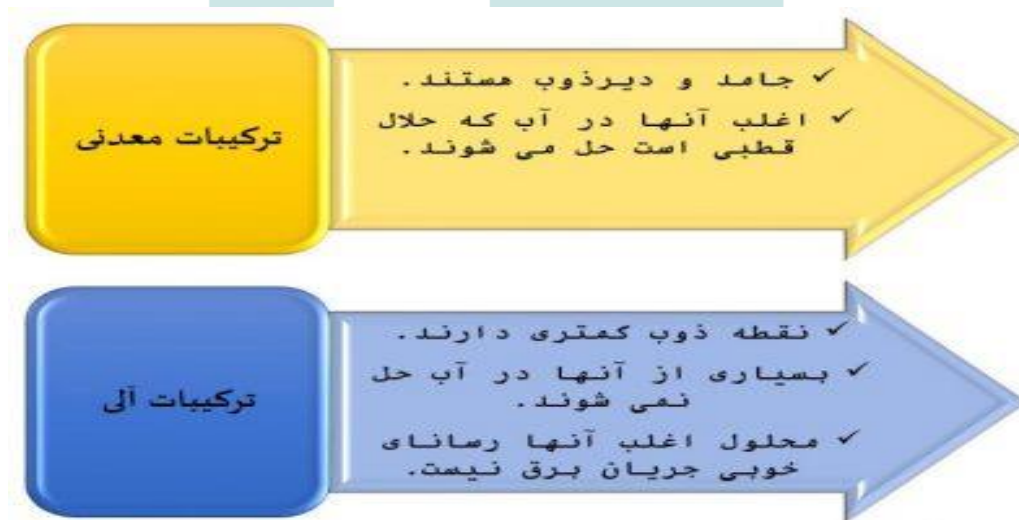 ترکیبات معدنی
✓ جامد و دیرذوب هستند.
✓ اغلب آنها در آب که حلال
قطبی است حل می شوند.
ترکیبات آلی
✓ نقطه ذوب کمتری دارند.
✓ بسیاری از آنها در آب حل
نمی شوند.
✓ محلول اغلب آنها رسانای
خوبی جریان برق نیست.